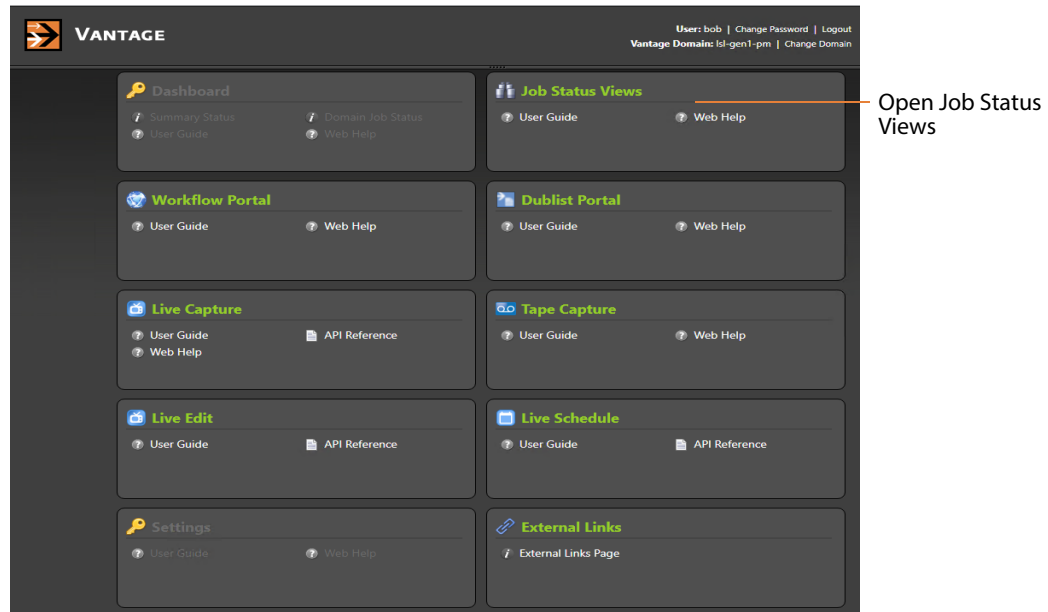 VANTAGE
User: bob | Change Password | Logout
Vantage Domain: lsl-gen1-pm | Change Domain
Dashboard
Summary Status
Domain Job Status
User Guide
Web Help
Job Status Views
User Guide
Web Help
Open Job Status
Views
Workflow Portal
User Guide
Web Help
Dublist Portal
User Guide
Web Help
Live Capture
User Guide
API Reference
Web Help
Tape Capture
User Guide
Web Help
Live Edit
User Guide
API Reference
Live Schedule
User Guide
API Reference
Settings
User Guide
Web Help
External Links
External Links Page